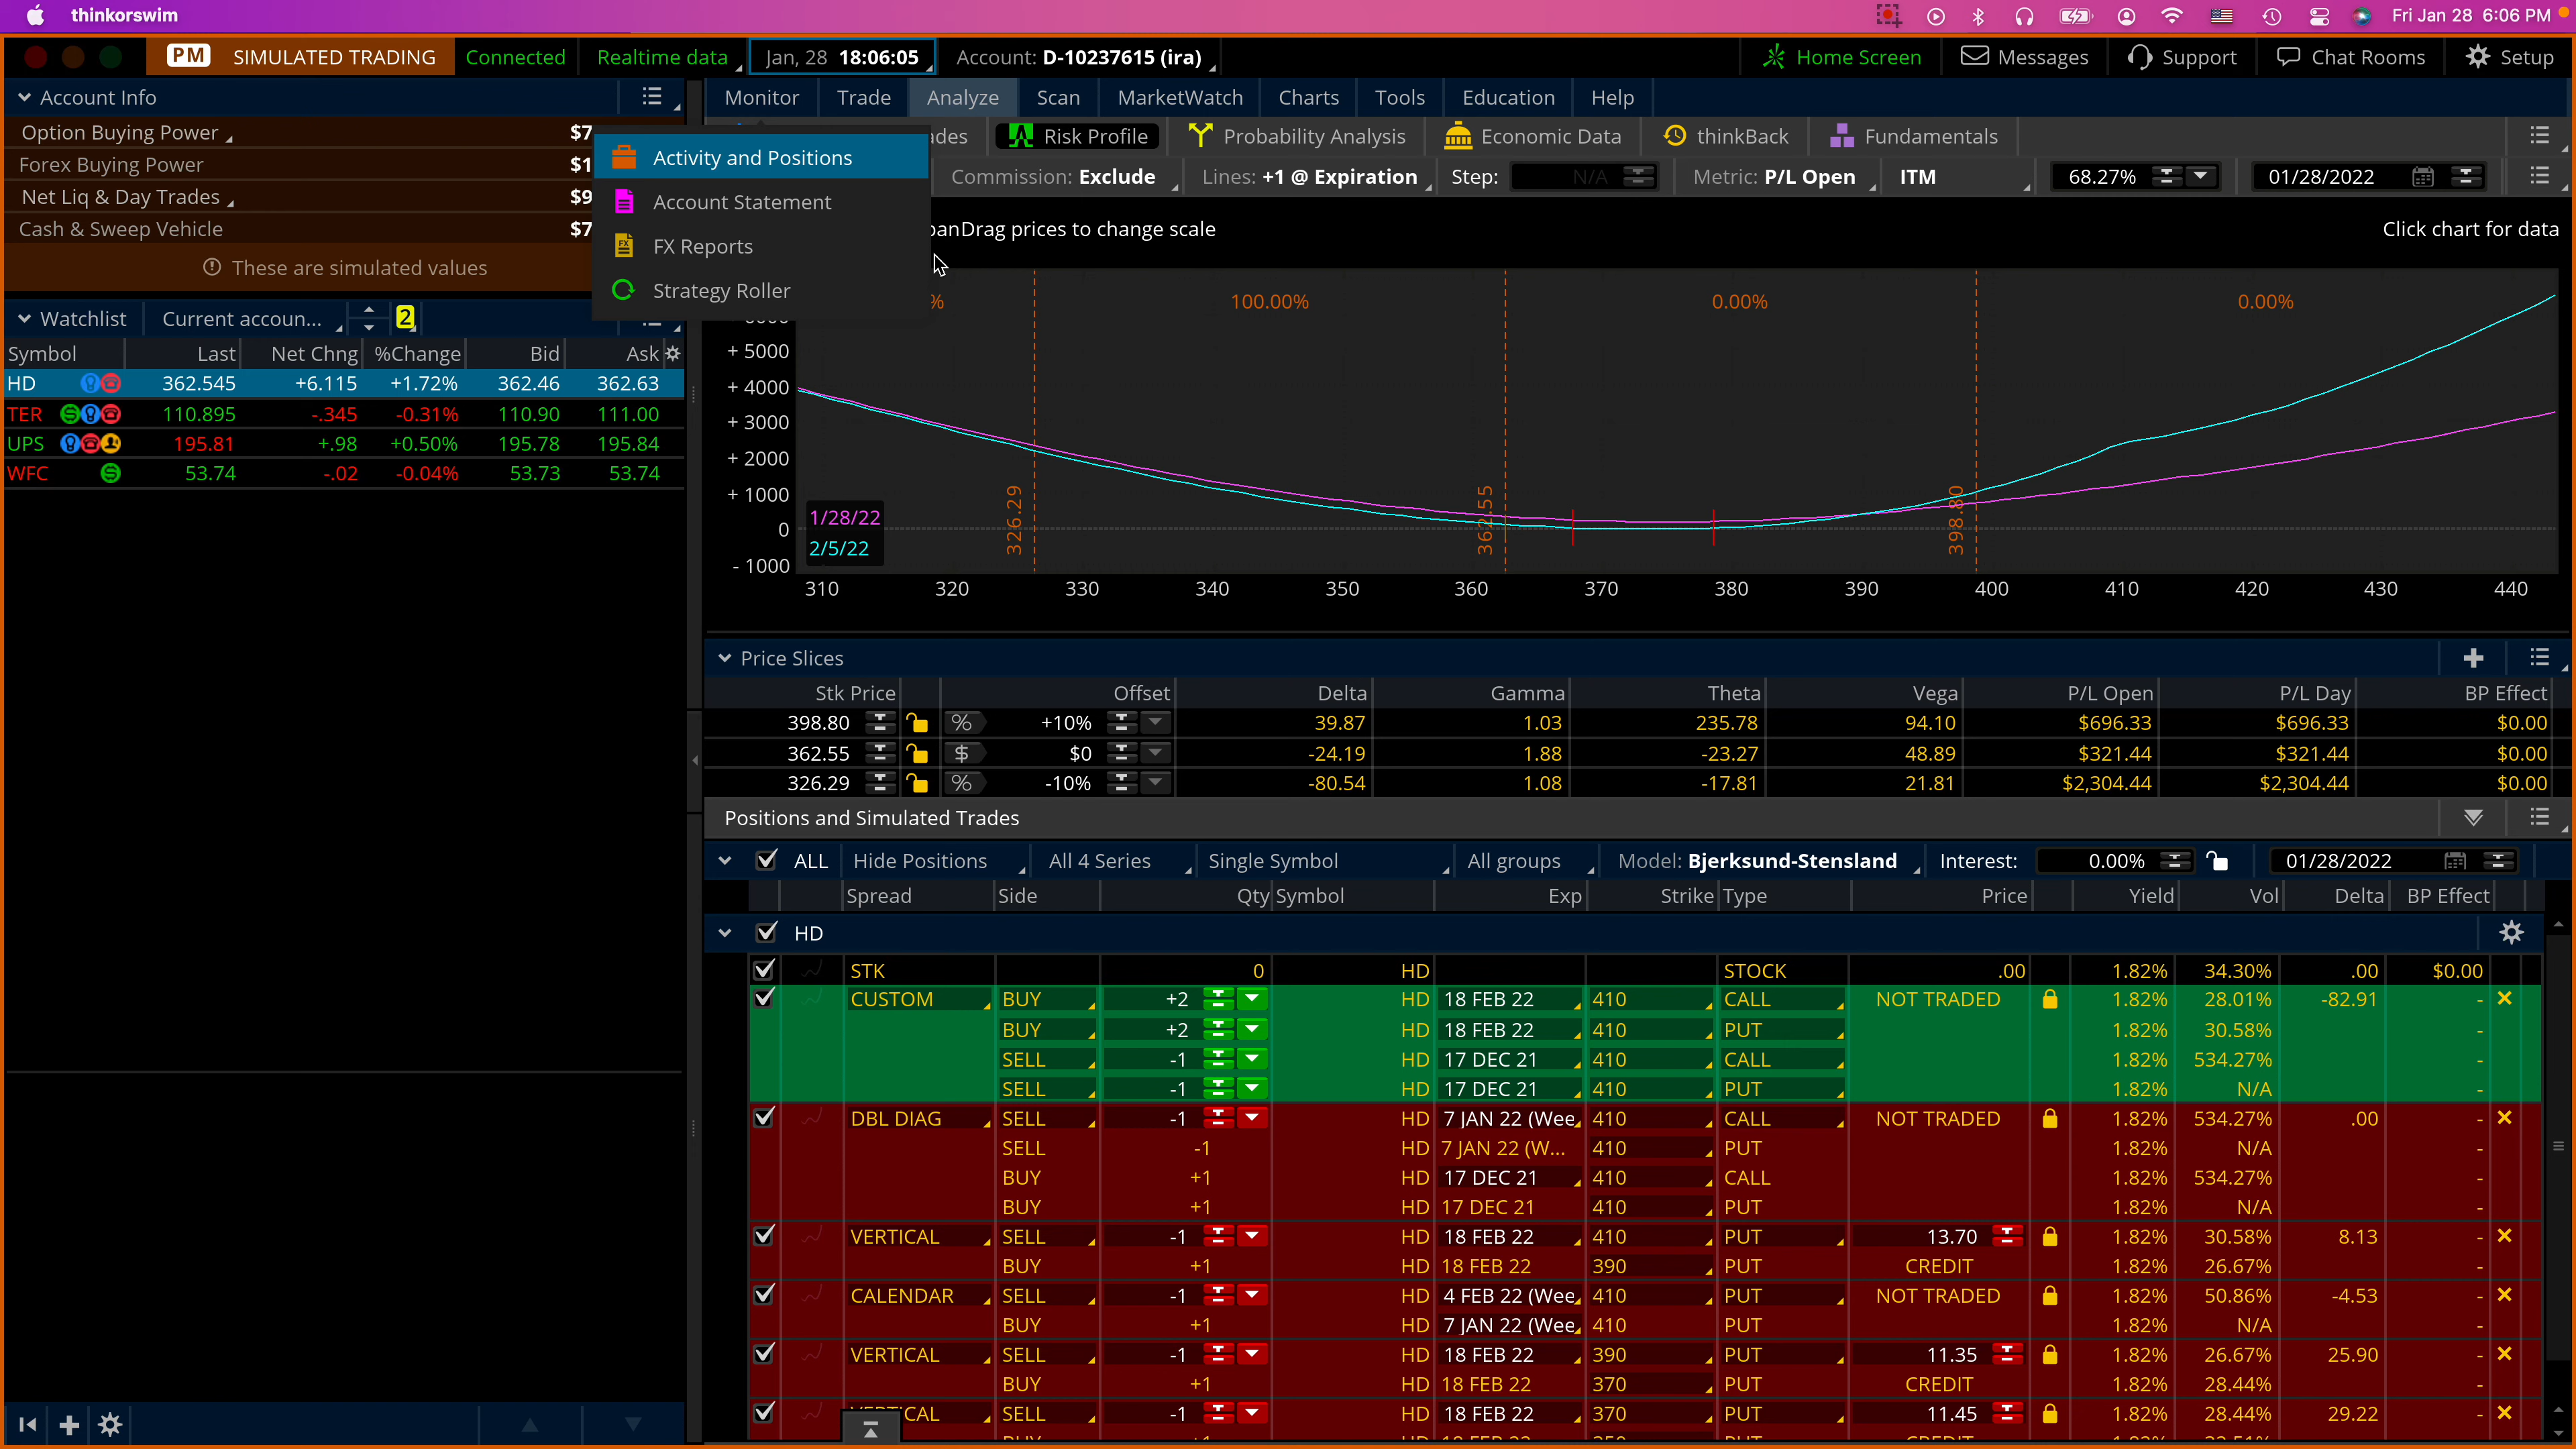 thinkorswim Fri Jan 28 6:06 PM
PM SIMULATED TRADING Connected Realtime data Jan, 28 18:06:05 Account: D-10237615 (ira) Home Screen Messages Support Chat Rooms Setup
Account Info
Option Buying Power $7
Forex Buying Power $1
Net Liq & Day Trades $9
Cash & Sweep Vehicle $7
These are simulated values
Monitor Trade Analyze Scan MarketWatch Charts Tools Education Help
ades Risk Profile Probability Analysis Economic Data thinkBack Fundamentals
Activity and Positions
Account Statement
FX Reports
Strategy Roller
Commission: Exclude Lines: +1 @ Expiration Step: N/A Metric: P/L Open ITM 68.27% 01/28/2022
Drag prices to change scale Click chart for data
Watchlist Current accoun... 2
Symbol Last Net Chng %Change Bid Ask
HD 362.545 +6.115 +1.72% 362.46 362.63
TER 110.895 -.345 -0.31% 110.90 111.00
UPS 195.81 +.98 +0.50% 195.78 195.84
WFC 53.74 -.02 -0.04% 53.73 53.74
% 100.00% 0.00% 0.00%
+ 5000
+ 4000
+ 3000
+ 2000
+ 1000
0
- 1000
1/28/22
2/5/22
326.29
362.55
398.80
310 320 330 340 350 360 370 380 390 400 410 420 430 440
Price Slices
Stk Price Offset Delta Gamma Theta Vega P/L Open P/L Day BP Effect
398.80 % +10% 39.87 1.03 235.78 94.10 $696.33 $696.33 $0.00
362.55 $ $0 -24.19 1.88 -23.27 48.89 $321.44 $321.44 $0.00
326.29 % -10% -80.54 1.08 -17.81 21.81 $2,304.44 $2,304.44 $0.00
Positions and Simulated Trades
ALL Hide Positions All 4 Series Single Symbol All groups Model: Bjerksund-Stensland Interest: 0.00% 01/28/2022
Spread Side Qty Symbol Exp Strike Type Price Yield Vol Delta BP Effect
HD
STK 0 HD STOCK .00 1.82% 34.30% .00 $0.00
CUSTOM BUY +2 HD 18 FEB 22 410 CALL NOT TRADED 1.82% 28.01% -82.91 -
BUY +2 HD 18 FEB 22 410 PUT 1.82% 30.58% -
SELL -1 HD 17 DEC 21 410 CALL 1.82% 534.27% -
SELL -1 HD 17 DEC 21 410 PUT 1.82% N/A -
DBL DIAG SELL -1 HD 7 JAN 22 (Wee 410 CALL NOT TRADED 1.82% 534.27% .00 -
SELL -1 HD 7 JAN 22 (W... 410 PUT 1.82% N/A -
BUY +1 HD 17 DEC 21 410 CALL 1.82% 534.27% -
BUY +1 HD 17 DEC 21 410 PUT 1.82% N/A -
VERTICAL SELL -1 HD 18 FEB 22 410 PUT 13.70 1.82% 30.58% 8.13 -
BUY +1 HD 18 FEB 22 390 PUT CREDIT 1.82% 26.67% -
CALENDAR SELL -1 HD 4 FEB 22 (Wee 410 PUT NOT TRADED 1.82% 50.86% -4.53 -
BUY +1 HD 7 JAN 22 (Wee 410 PUT 1.82% N/A -
VERTICAL SELL -1 HD 18 FEB 22 390 PUT 11.35 1.82% 26.67% 25.90 -
BUY +1 HD 18 FEB 22 370 PUT CREDIT 1.82% 28.44% -
VERTICAL SELL -1 HD 18 FEB 22 370 PUT 11.45 1.82% 28.44% 29.22 -